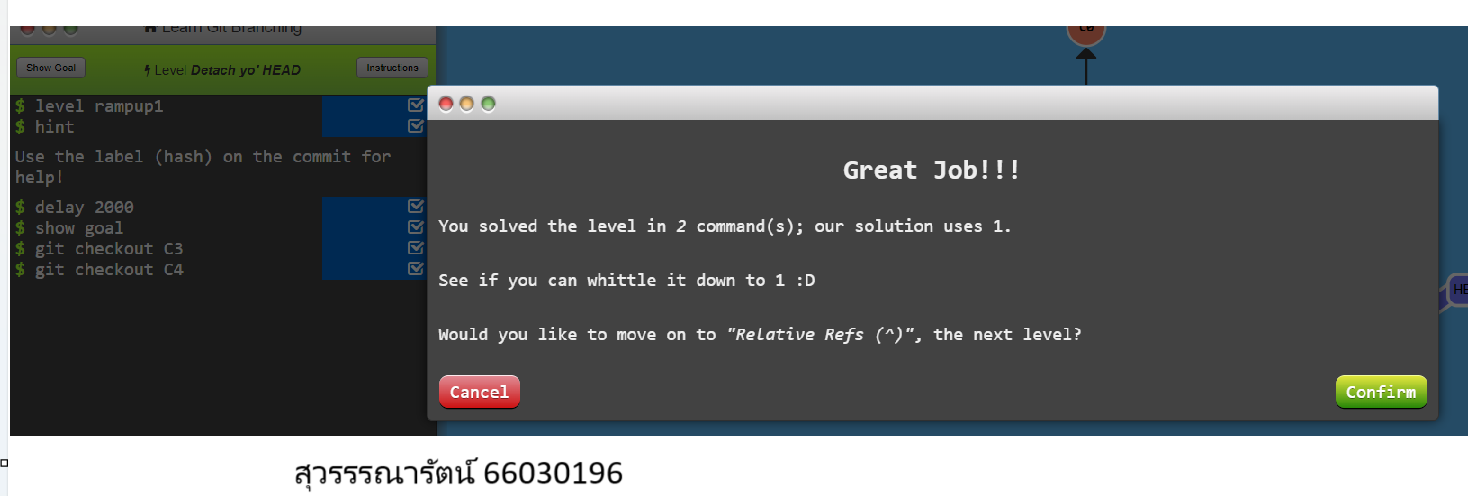 Learn Git Branching
Show Goal
Level Detach yo' HEAD
Instructions
$ level rampup1
$ hint
Use the label (hash) on the commit for
help!
$ delay 2000
$ show goal
$ git checkout C3
$ git checkout C4
Great Job!!!
You solved the level in 2 command(s); our solution uses 1.
See if you can whittle it down to 1 :D
Would you like to move on to "Relative Refs (^)", the next level?
Cancel
Confirm
สุวรรรณารัตน์ 66030196